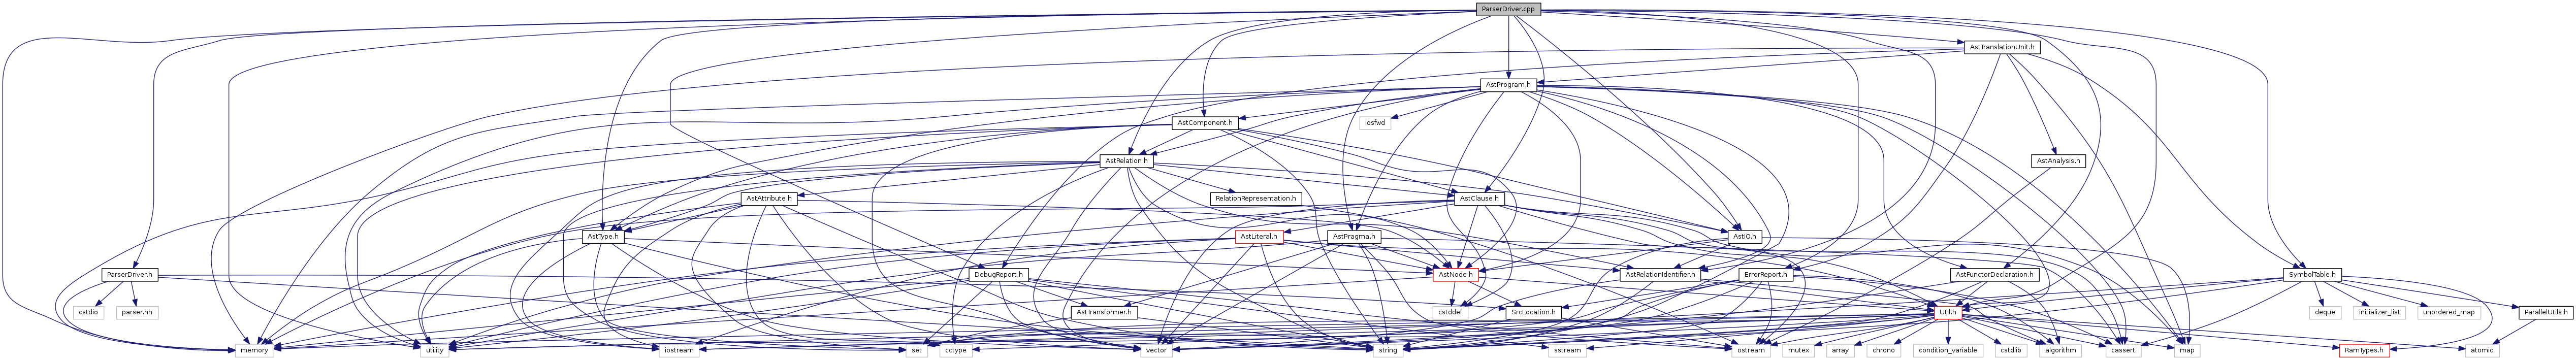 ParserDriver.cpp
AstTranslationUnit.h
AstProgram.h
AstComponent.h
iosfwd
AstRelation.h
AstAnalysis.h
AstAttribute.h
RelationRepresentation.h
AstClause.h
AstType.h
AstLiteral.h
AstPragma.h
AstIO.h
ParserDriver.h
DebugReport.h
AstNode.h
AstRelationIdentifier.h
ErrorReport.h
AstFunctorDeclaration.h
SymbolTable.h
cstdio
parser.hh
AstTransformer.h
cstddef
SrcLocation.h
Util.h
deque
initializer_list
unordered_map
ParallelUtils.h
memory
utility
iostream
set
cctype
vector
string
sstream
ostream
mutex
array
chrono
condition_variable
cstdlib
algorithm
cassert
map
RamTypes.h
atomic